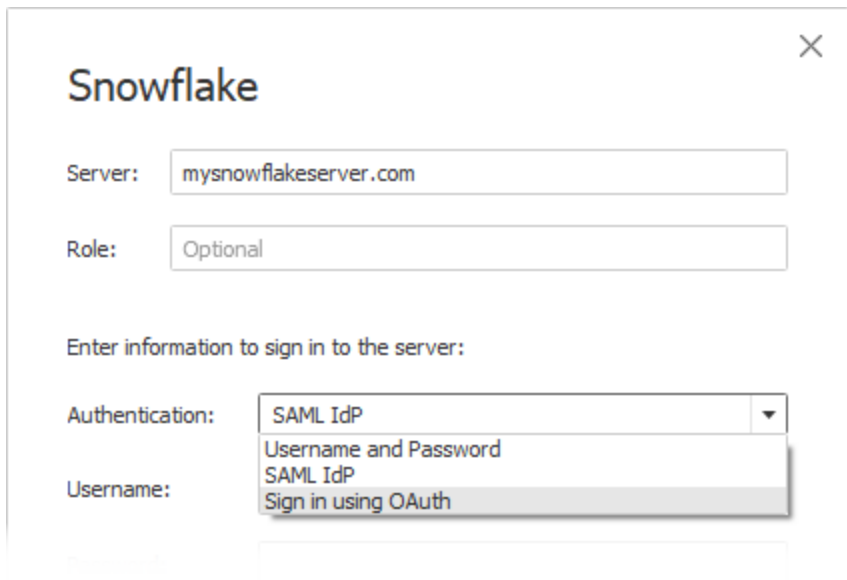 Snowflake
Server: mysnowflakeserver.com
Role: Optional
Enter information to sign in to the server:
Authentication: SAML IdP
Username and Password
SAML IdP
Username:
Sign in using OAuth